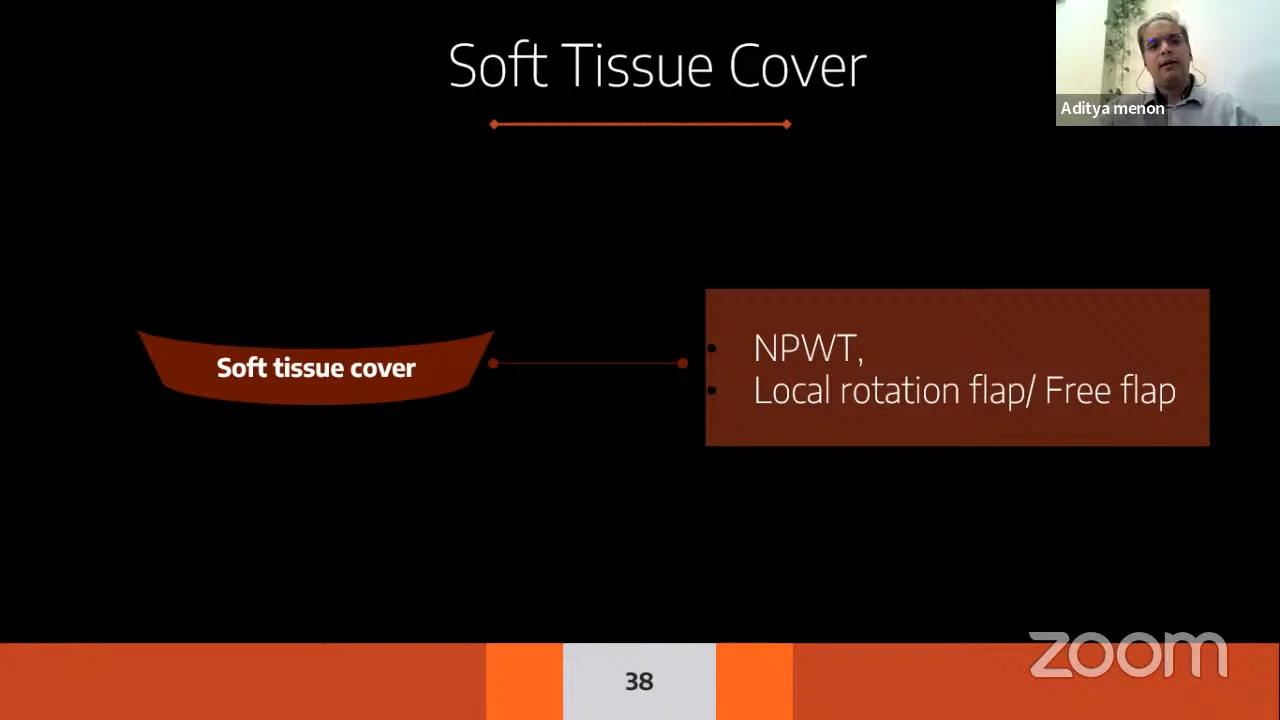 Soft Tissue Cover
Aditya menon
Soft tissue cover
NPWT,
Local rotation flap/ Free flap
38
zoom